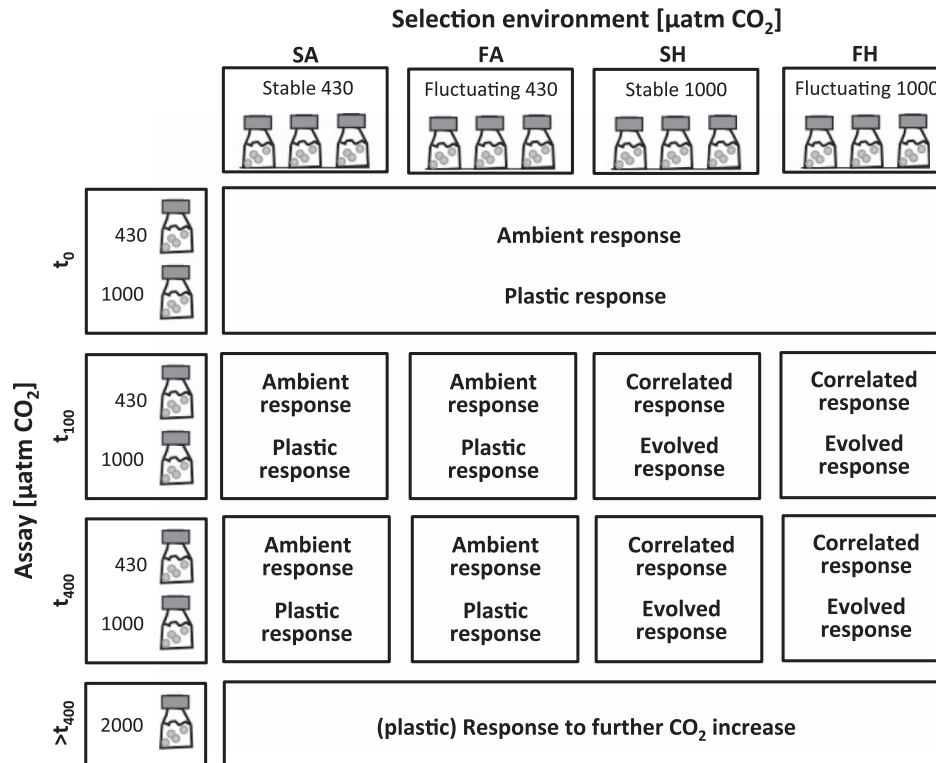 Selection environment [µatm CO₂]
SA FA SH FH
Stable 430 Fluctuating 430 Stable 1000 Fluctuating 1000
Assay [µatm CO₂]
t₀
430 Ambient response
1000 Plastic response
t₁₀₀
430 Ambient response Ambient response Correlated response Correlated response
1000 Plastic response Plastic response Evolved response Evolved response
t₄₀₀
430 Ambient response Ambient response Correlated response Correlated response
1000 Plastic response Plastic response Evolved response Evolved response
>t₄₀₀
2000 (plastic) Response to further CO₂ increase